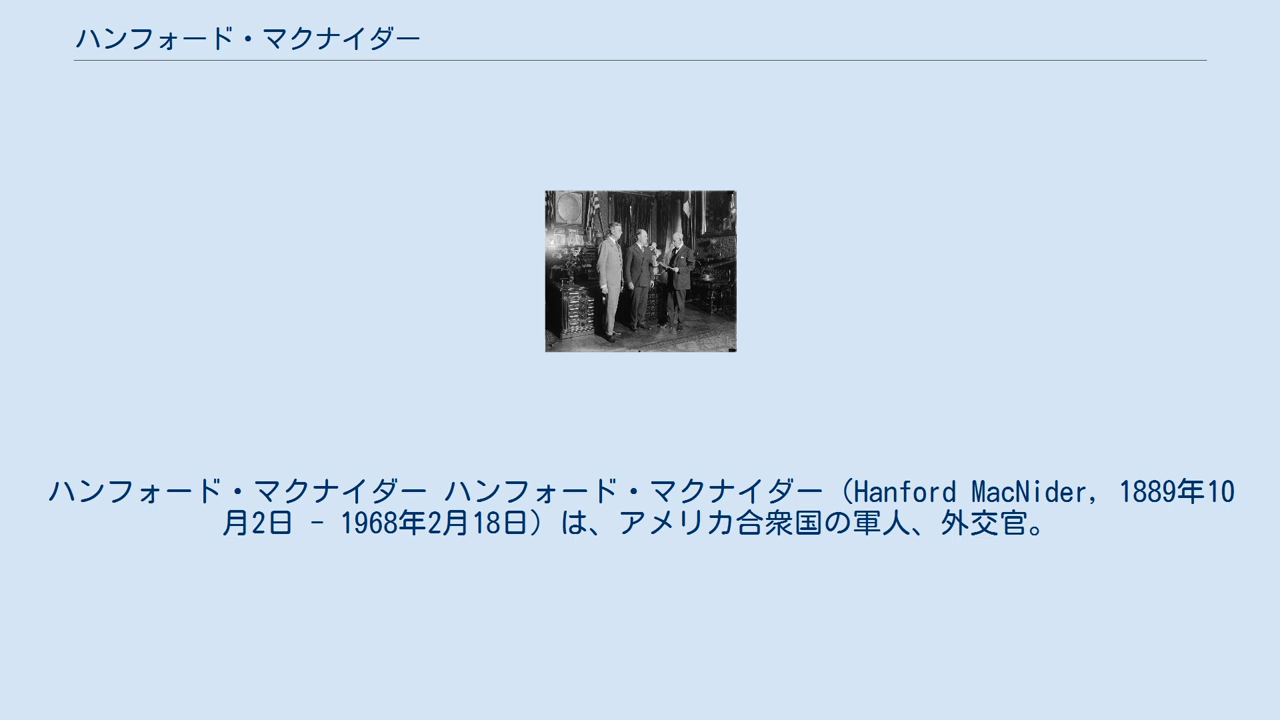 ハンフォード・マクナイダー
ハンフォード・マクナイダー ハンフォード・マクナイダー（Hanford MacNider, 1889年10
月2日 - 1968年2月18日）は、アメリカ合衆国の軍人、外交官。